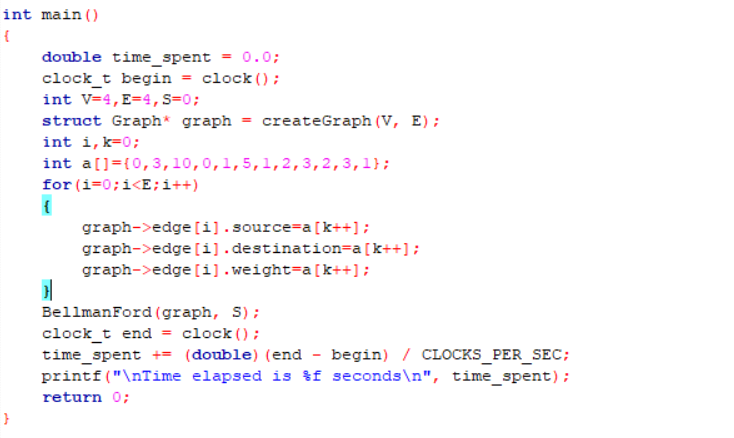 int main()
{
    double time_spent = 0.0;
    clock_t begin = clock();
    int V=4,E=4,S=0;
    struct Graph* graph = createGraph(V, E);
    int i,k=0;
    int a[]={0,3,10,0,1,5,1,2,3,2,3,1};
    for(i=0;i<E;i++)
    {
        graph->edge[i].source=a[k++];
        graph->edge[i].destination=a[k++];
        graph->edge[i].weight=a[k++];
    }
    BellmanFord(graph, S);
    clock_t end = clock();
    time_spent += (double)(end - begin) / CLOCKS_PER_SEC;
    printf("\nTime elapsed is %f seconds\n", time_spent);
    return 0;
}